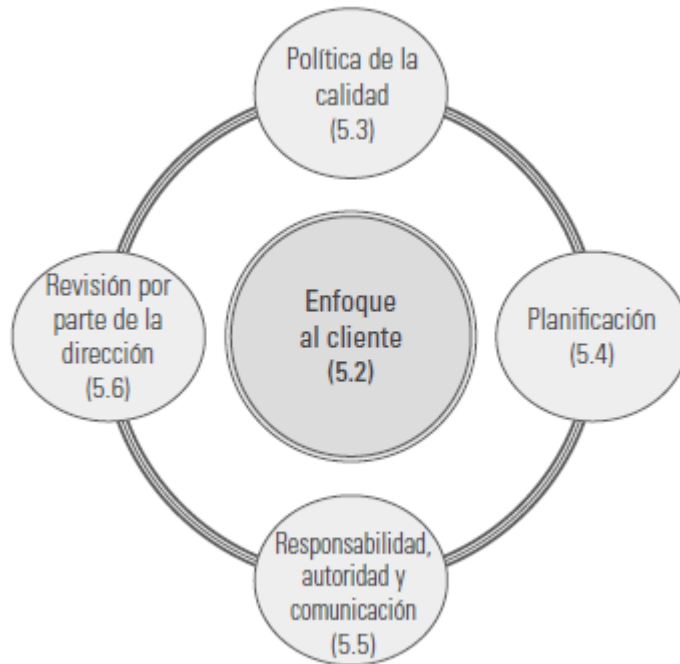 Política de la
calidad
(5.3)
Revisión por
parte de la
dirección
(5.6)
Enfoque
al cliente
(5.2)
Planificación
(5.4)
Responsabilidad,
autoridad y
comunicación
(5.5)